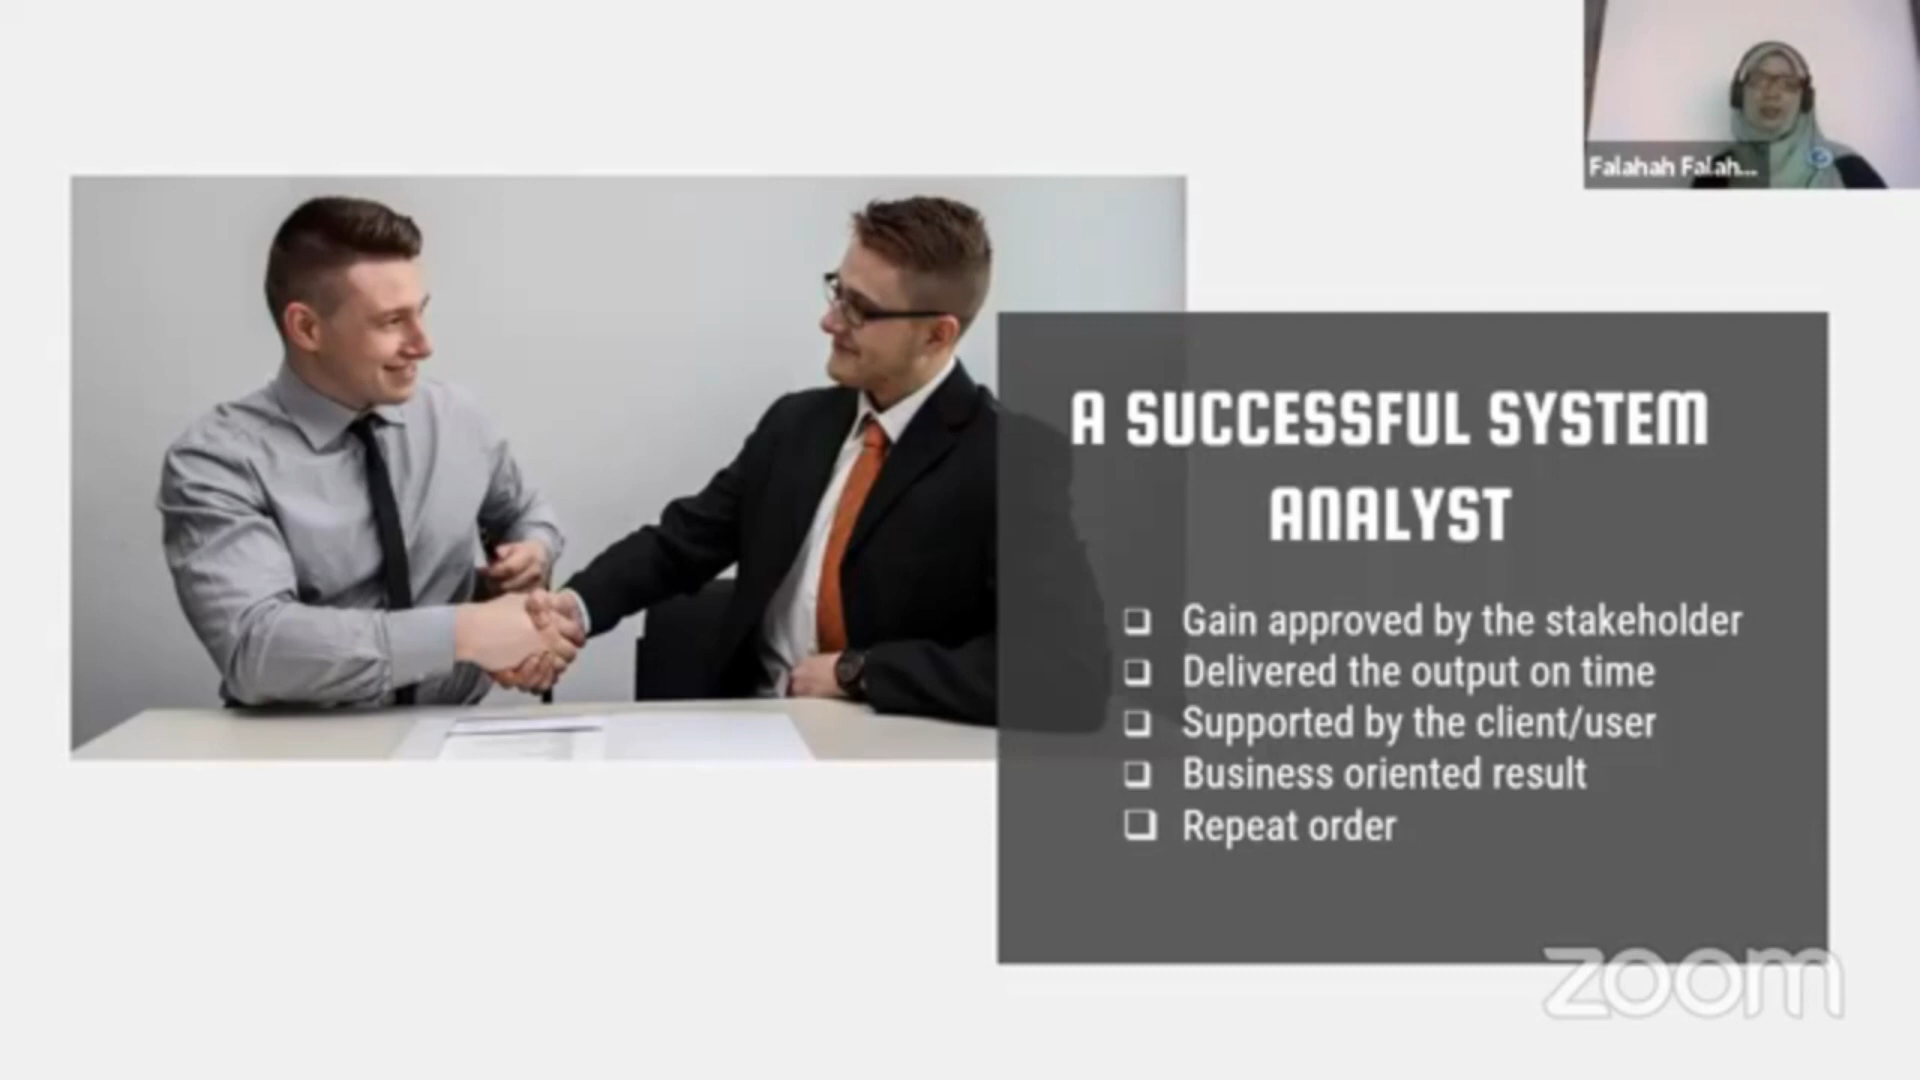 Falahah Falah...
A SUCCESSFUL SYSTEM
ANALYST
❑ Gain approved by the stakeholder
❑ Delivered the output on time
❑ Supported by the client/user
❑ Business oriented result
❑ Repeat order
zoom